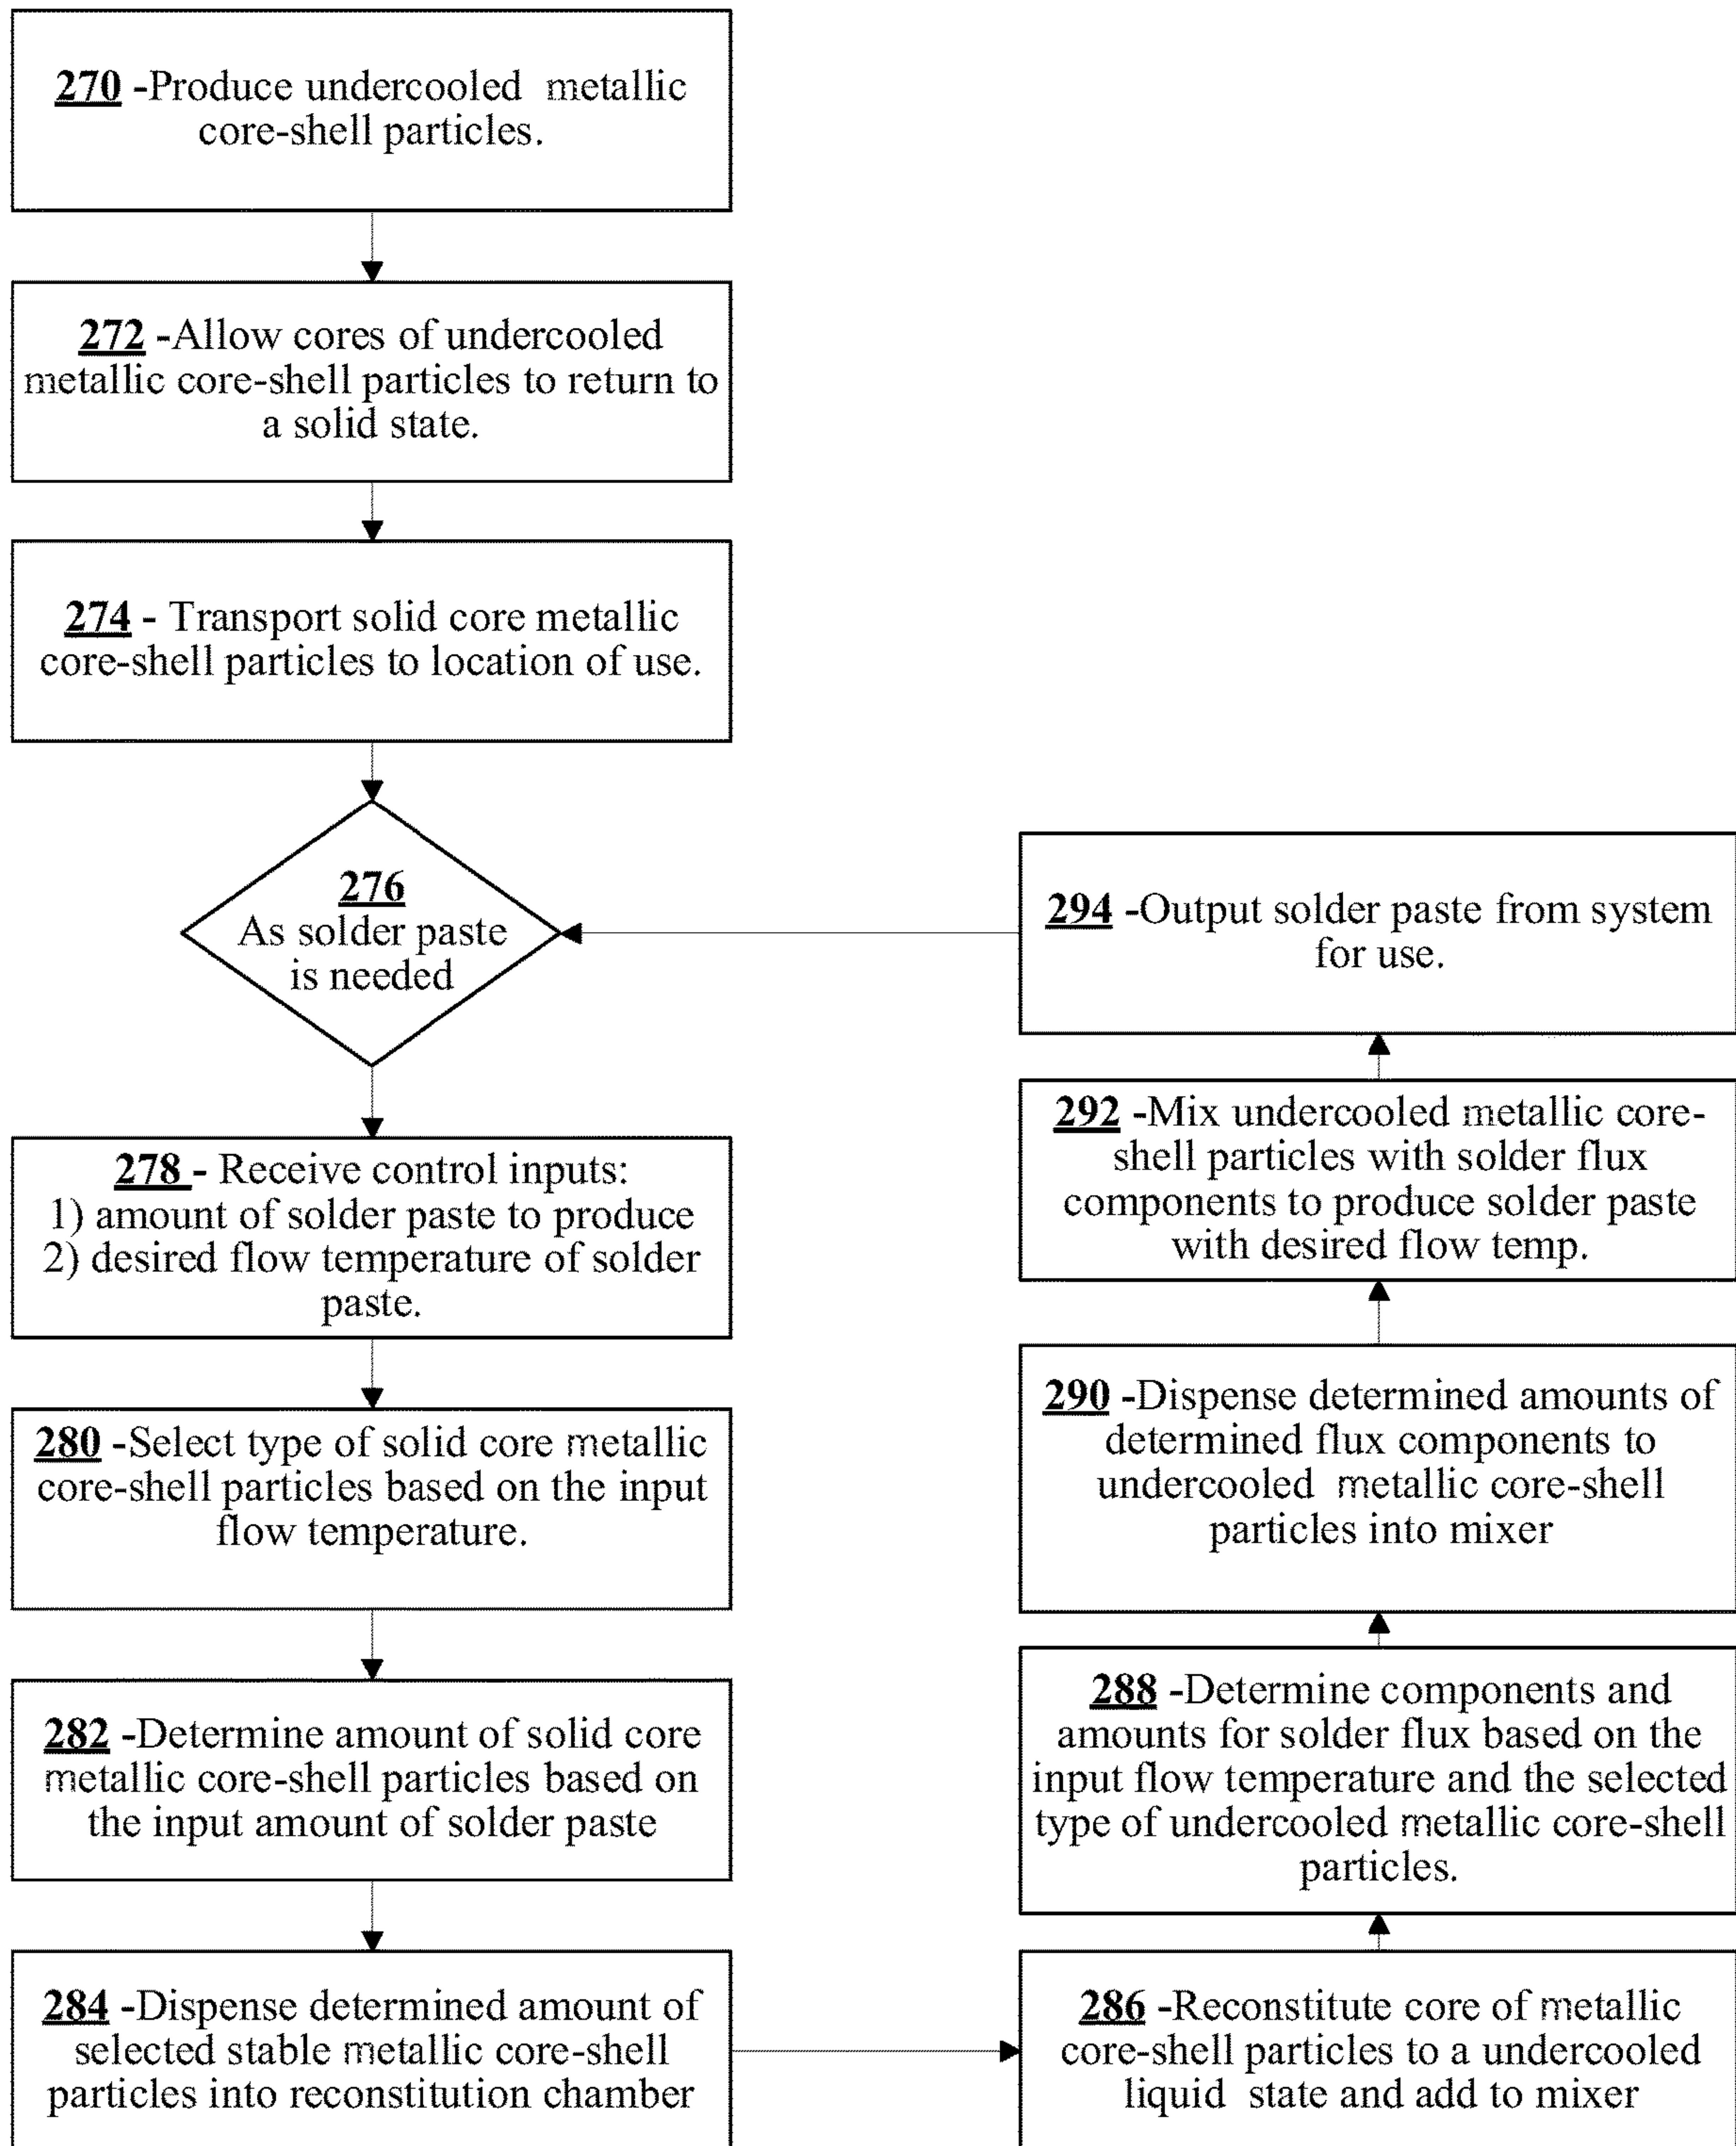 270 -Produce undercooled metallic
core-shell particles.
272 -Allow cores of undercooled
metallic core-shell particles to return to
a solid state.
274 - Transport solid core metallic
core-shell particles to location of use.
276
As solder paste
is needed
278 - Receive control inputs:
1) amount of solder paste to produce
2) desired flow temperature of solder
paste.
280 -Select type of solid core metallic
core-shell particles based on the input
flow temperature.
282 -Determine amount of solid core
metallic core-shell particles based on
the input amount of solder paste
284 -Dispense determined amount of
selected stable metallic core-shell
particles into reconstitution chamber
286 -Reconstitute core of metallic
core-shell particles to a undercooled
liquid state and add to mixer
288 -Determine components and
amounts for solder flux based on the
input flow temperature and the selected
type of undercooled metallic core-shell
particles.
290 -Dispense determined amounts of
determined flux components to
undercooled metallic core-shell
particles into mixer
292 -Mix undercooled metallic core-
shell particles with solder flux
components to produce solder paste
with desired flow temp.
294 -Output solder paste from system
for use.